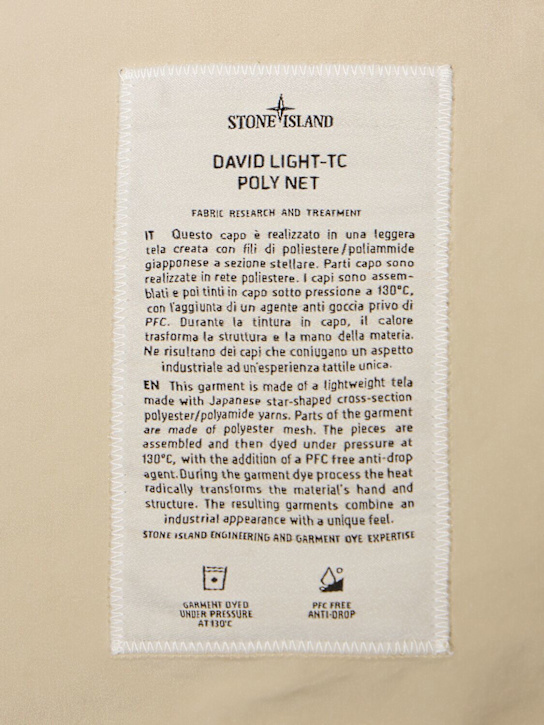 STONE ISLAND
DAVID LIGHT-TC
POLY NET
FABRIC RESEARCH AND TREATMENT
IT Questo capo è realizzato in una leggera
tela creata con fili di poliestere/poliammide
giapponese a sezione stellare. Parti capo sono
realizzate in rete poliestere. I capi sono assem-
blati e poi tinti in capo sotto pressione a 130°C,
con l'aggiunta di un agente anti goccia privo di
PFC. Durante la tintura in capo, il calore
trasforma la struttura e la mano della materia.
Ne risultano dei capi che coniugano un aspetto
industriale ad un'esperienza tattile unica.
EN This garment is made of a lightweight tela
made with Japanese star-shaped cross-section
polyester/polyamide yarns. Parts of the garment
are made of polyester mesh. The pieces are
assembled and then dyed under pressure at
130°C, with the addition of a PFC free anti-drop
agent.During the garment dye process the heat
radically transforms the material's hand and
structure. The resulting garments combine an
industrial appearance with a unique feel.
STONE ISLAND ENGINEERING AND GARMENT DYE EXPERTISE
GARMENT DYED
UNDER PRESSURE
AT 130°C
PFC FREE
ANTI-DROP